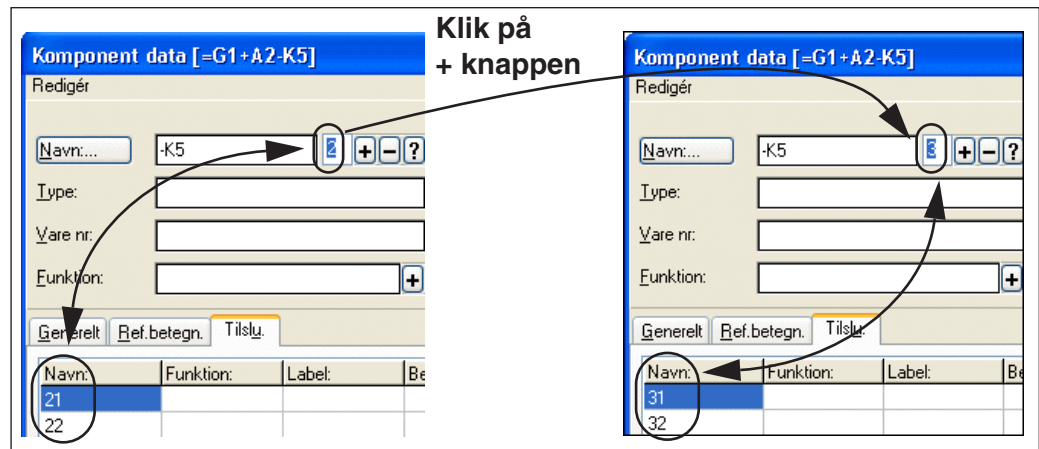 Klik på
+ knappen
Komponent data [=G1+A2-K5]
Redigér
Navn:... -K5 2 + - ?
Type:
Vare nr:
Funktion: +
Generelt Ref.betegn. Tilslu.
Navn: Funktion: Label: Be
21
22
Komponent data [=G1+A2-K5]
Redigér
Navn:... -K5 3 + - ?
Type:
Vare nr:
Funktion: +
Generelt Ref.betegn. Tilslu.
Navn: Funktion: Label: Be
31
32